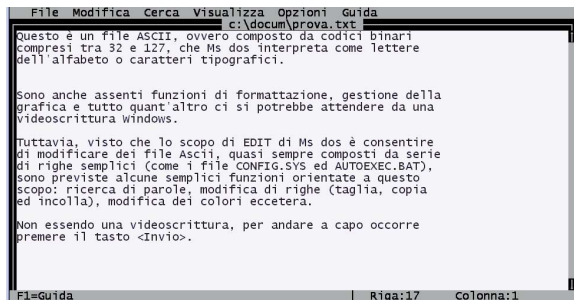 File Modifica Cerca Visualizza Opzioni Guida
c:\docum\prova.txt
Questo è un file ASCII, ovvero composto da codici binari
compresi tra 32 e 127, che Ms dos interpreta come lettere
dell'alfabeto o caratteri tipografici.
Sono anche assenti funzioni di formattazione, gestione della
grafica e tutto quant'altro ci si potrebbe attendere da una
videoscrittura Windows.
Tuttavia, visto che lo scopo di EDIT di Ms dos è consentire
di modificare dei file Ascii, quasi sempre composti da serie
di righe semplici (come i file CONFIG.SYS ed AUTOEXEC.BAT),
sono previste alcune semplici funzioni orientate a questo
scopo: ricerca di parole, modifica di righe (taglia, copia
ed incolla), modifica dei colori eccetera.
Non essendo una videoscrittura, per andare a capo occorre
premere il tasto <Invio>.
F1=Guida | Riga:17 Colonna:1